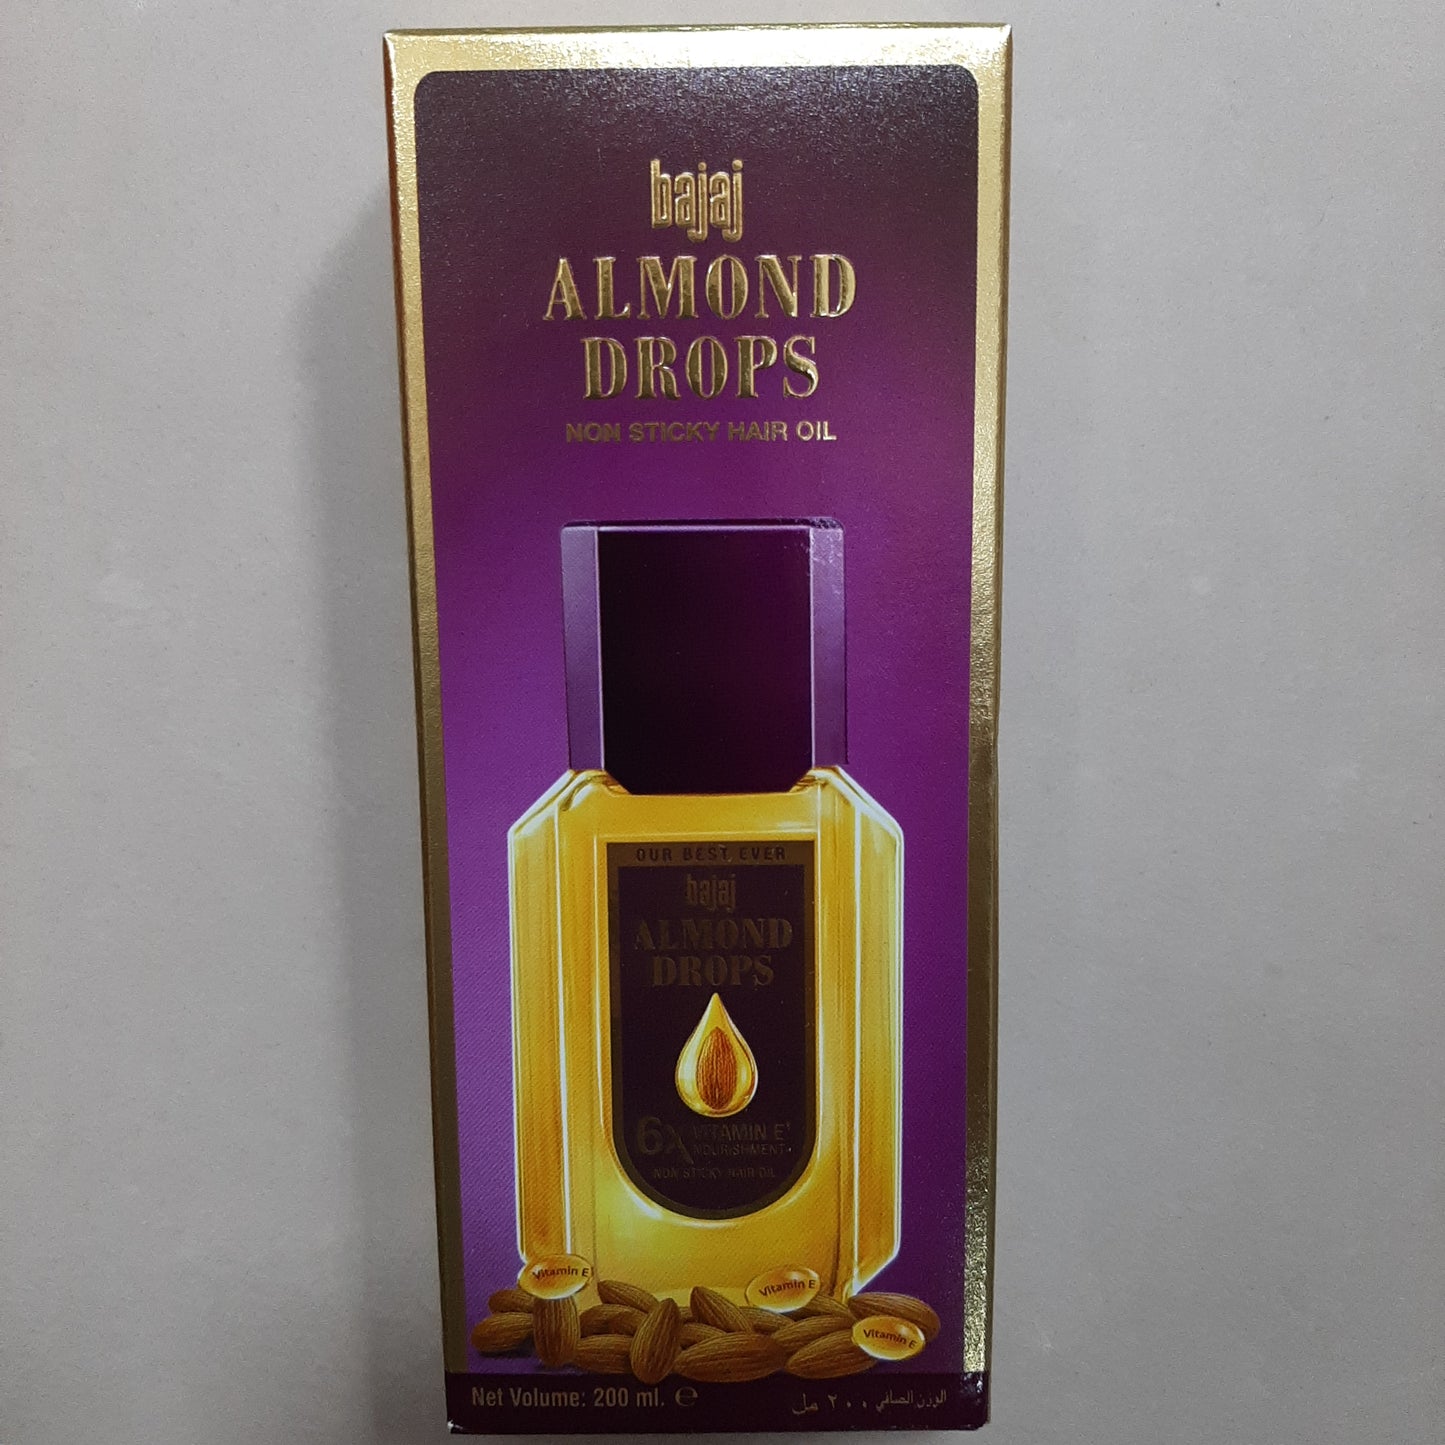 bajaj
ALMOND
DROPS
NON STICKY HAIR OIL
OUR BEST EVER
bajaj
ALMOND
DROPS
6X VITAMIN E*
NOURISHMENT
NON STICKY HAIR OIL
Vitamin E
Vitamin E
Vitamin E
Net Volume: 200 ml. ℮ الوزن الصافي ٢٠٠ مل